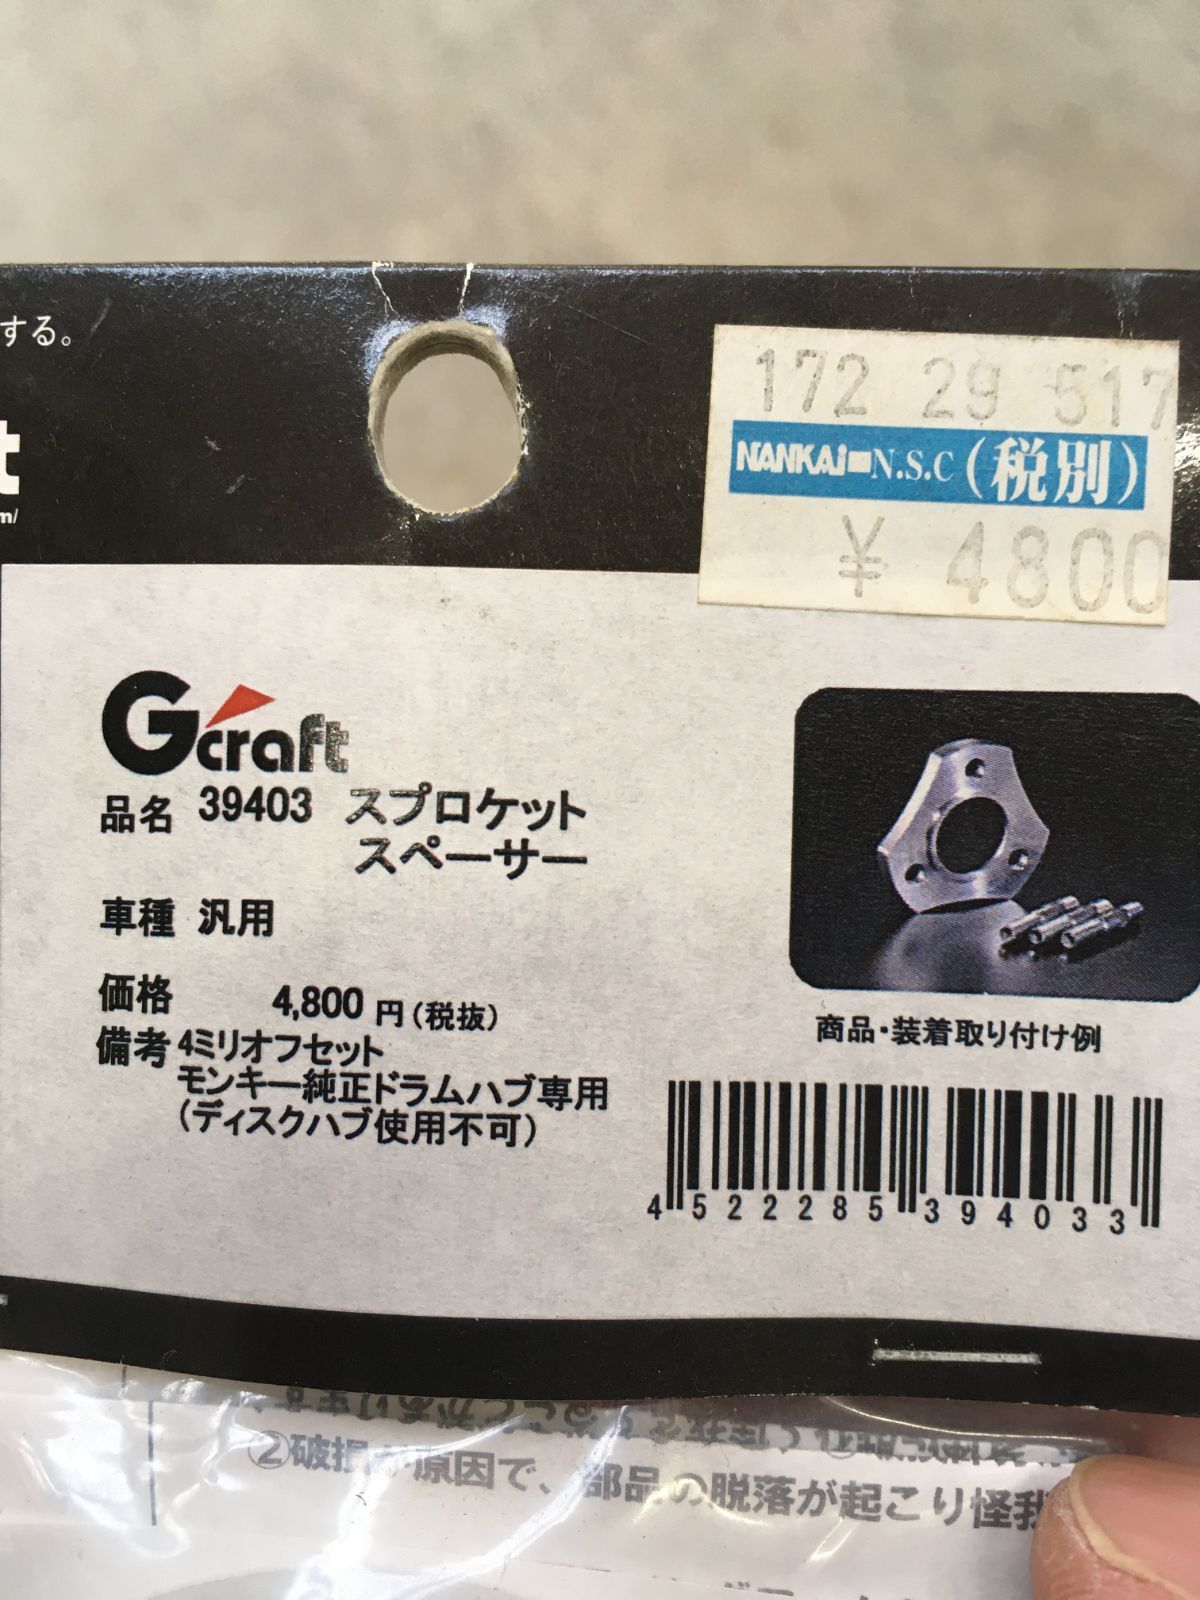 する。
t
m/
172 29 517
NANKAI N.S.C (税別)
¥ 4800
Gcraft
品名 39403 スプロケット
スペーサー
車種 汎用
価格 4,800 円(税抜)
備考 4ミリオフセット
モンキー純正ドラムハブ専用
(ディスクハブ使用不可)
商品・装着取り付け例
4 522285 394033
②破損が原因で、部品の脱落が起こり怪我